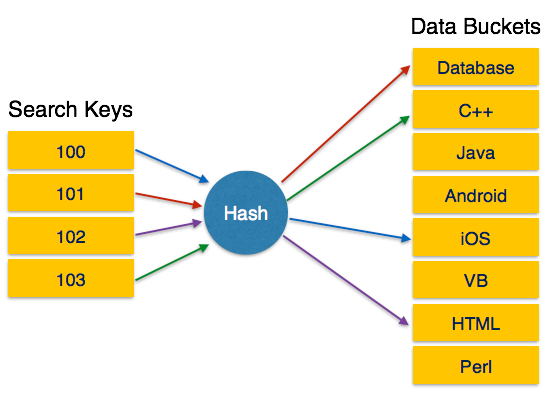 Search Keys
100
101
102
103
Hash
Data Buckets
Database
C++
Java
Android
iOS
VB
HTML
Perl